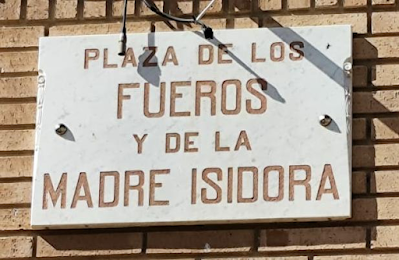 PLAZA DE LOS
FUEROS
Y DE LA
MADRE ISIDORA